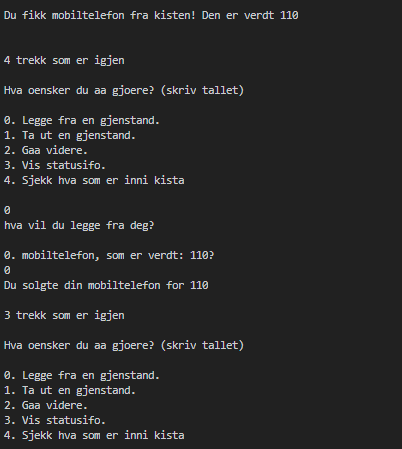 Du fikk mobiltelefon fra kisten! Den er verdt 110
4 trekk som er igjen
Hva oensker du aa gjoere? (skriv tallet)
0. Legge fra en gjenstand.
1. Ta ut en gjenstand.
2. Gaa videre.
3. Vis statusifo.
4. Sjekk hva som er inni kista
0
hva vil du legge fra deg?
0. mobiltelefon, som er verdt: 110?
0
Du solgte din mobiltelefon for 110
3 trekk som er igjen
Hva oensker du aa gjoere? (skriv tallet)
0. Legge fra en gjenstand.
1. Ta ut en gjenstand.
2. Gaa videre.
3. Vis statusifo.
4. Sjekk hva som er inni kista